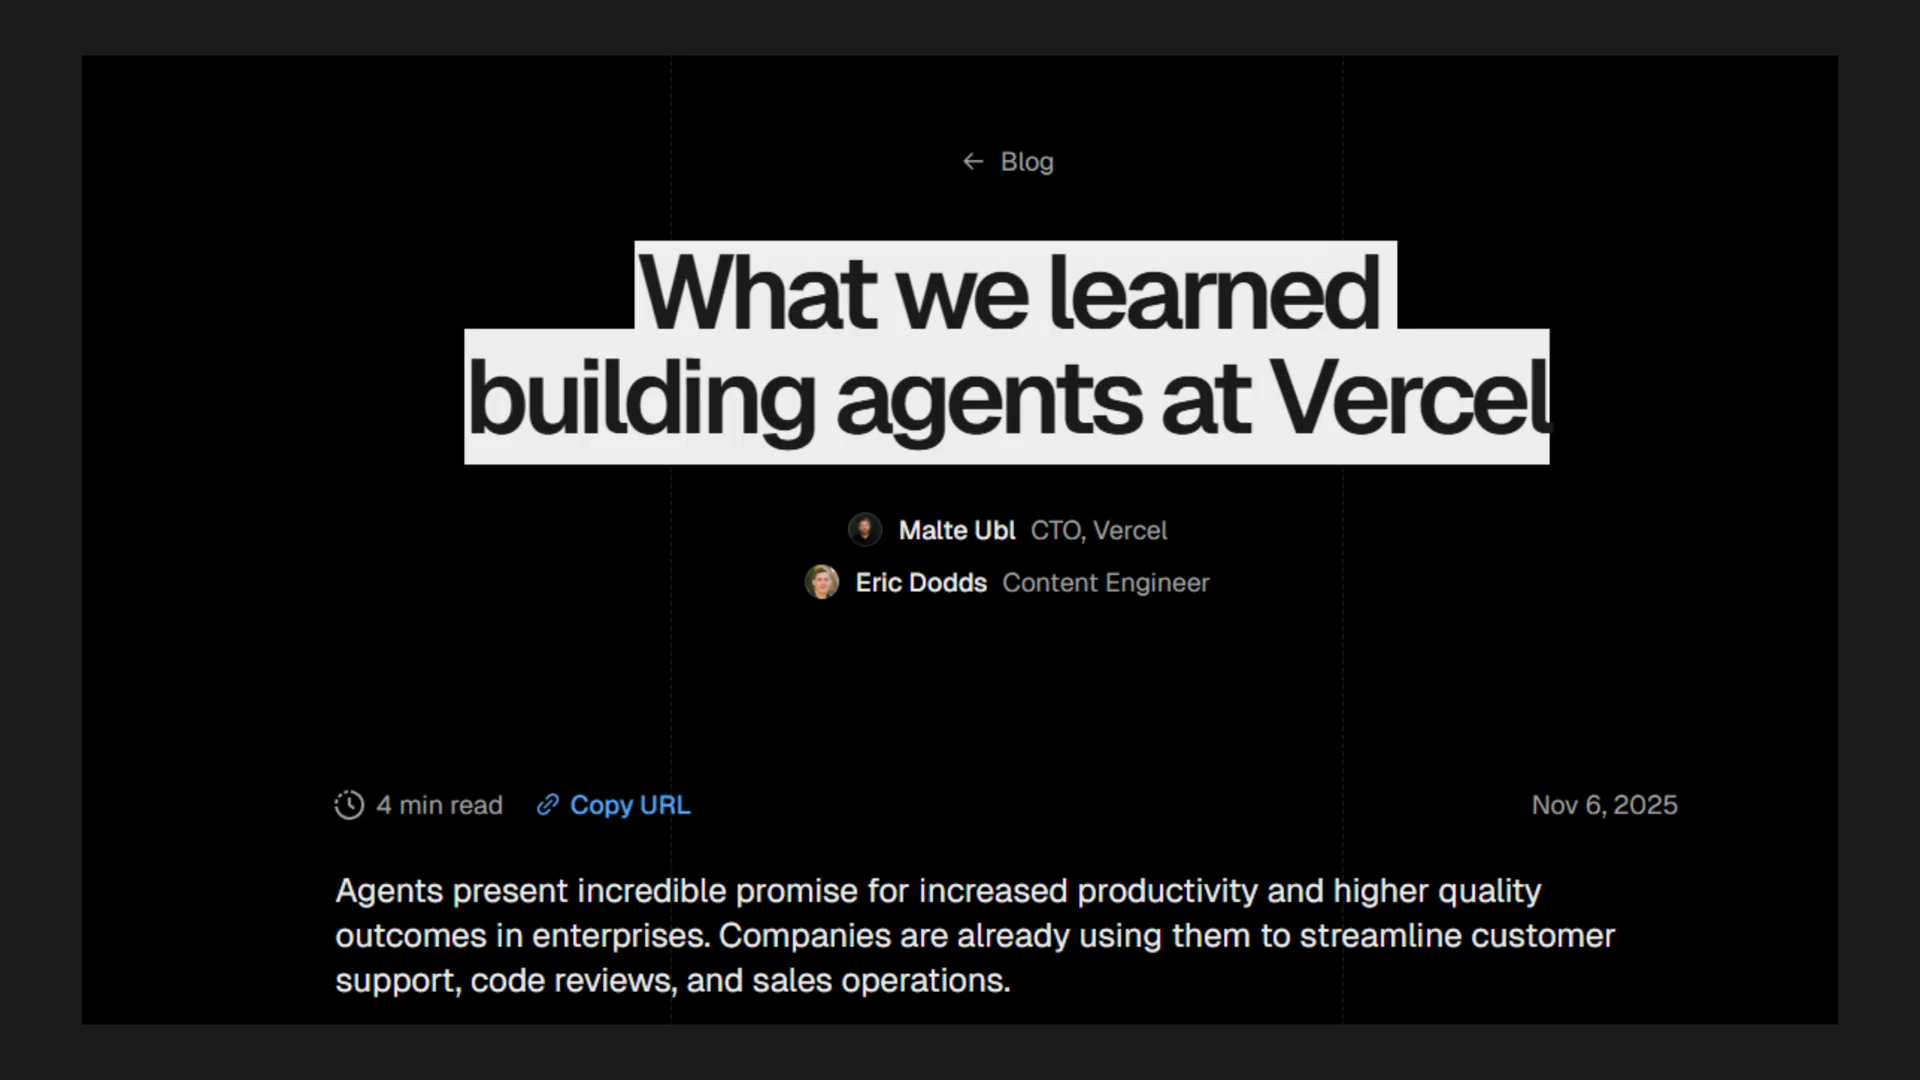 ← Blog
What we learned
building agents at Vercel
Malte Ubl CTO, Vercel
Eric Dodds Content Engineer
4 min read Copy URL Nov 6, 2025
Agents present incredible promise for increased productivity and higher quality
outcomes in enterprises. Companies are already using them to streamline customer
support, code reviews, and sales operations.